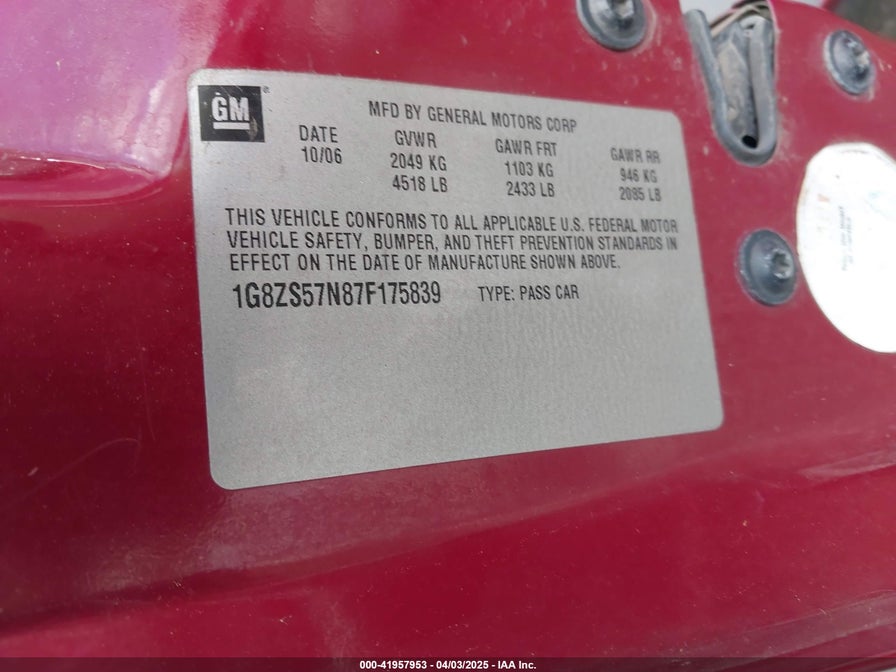 GM
MFD BY GENERAL MOTORS CORP
DATE GVWR GAWR FRT GAWR RR
10/06 2049 KG 1103 KG 946 KG
4518 LB 2433 LB 2085 LB
THIS VEHICLE CONFORMS TO ALL APPLICABLE U.S. FEDERAL MOTOR
VEHICLE SAFETY, BUMPER, AND THEFT PREVENTION STANDARDS IN
EFFECT ON THE DATE OF MANUFACTURE SHOWN ABOVE.
1G8ZS57N87F175839 TYPE: PASS CAR
000-41957953 - 04/03/2025 - IAA Inc.